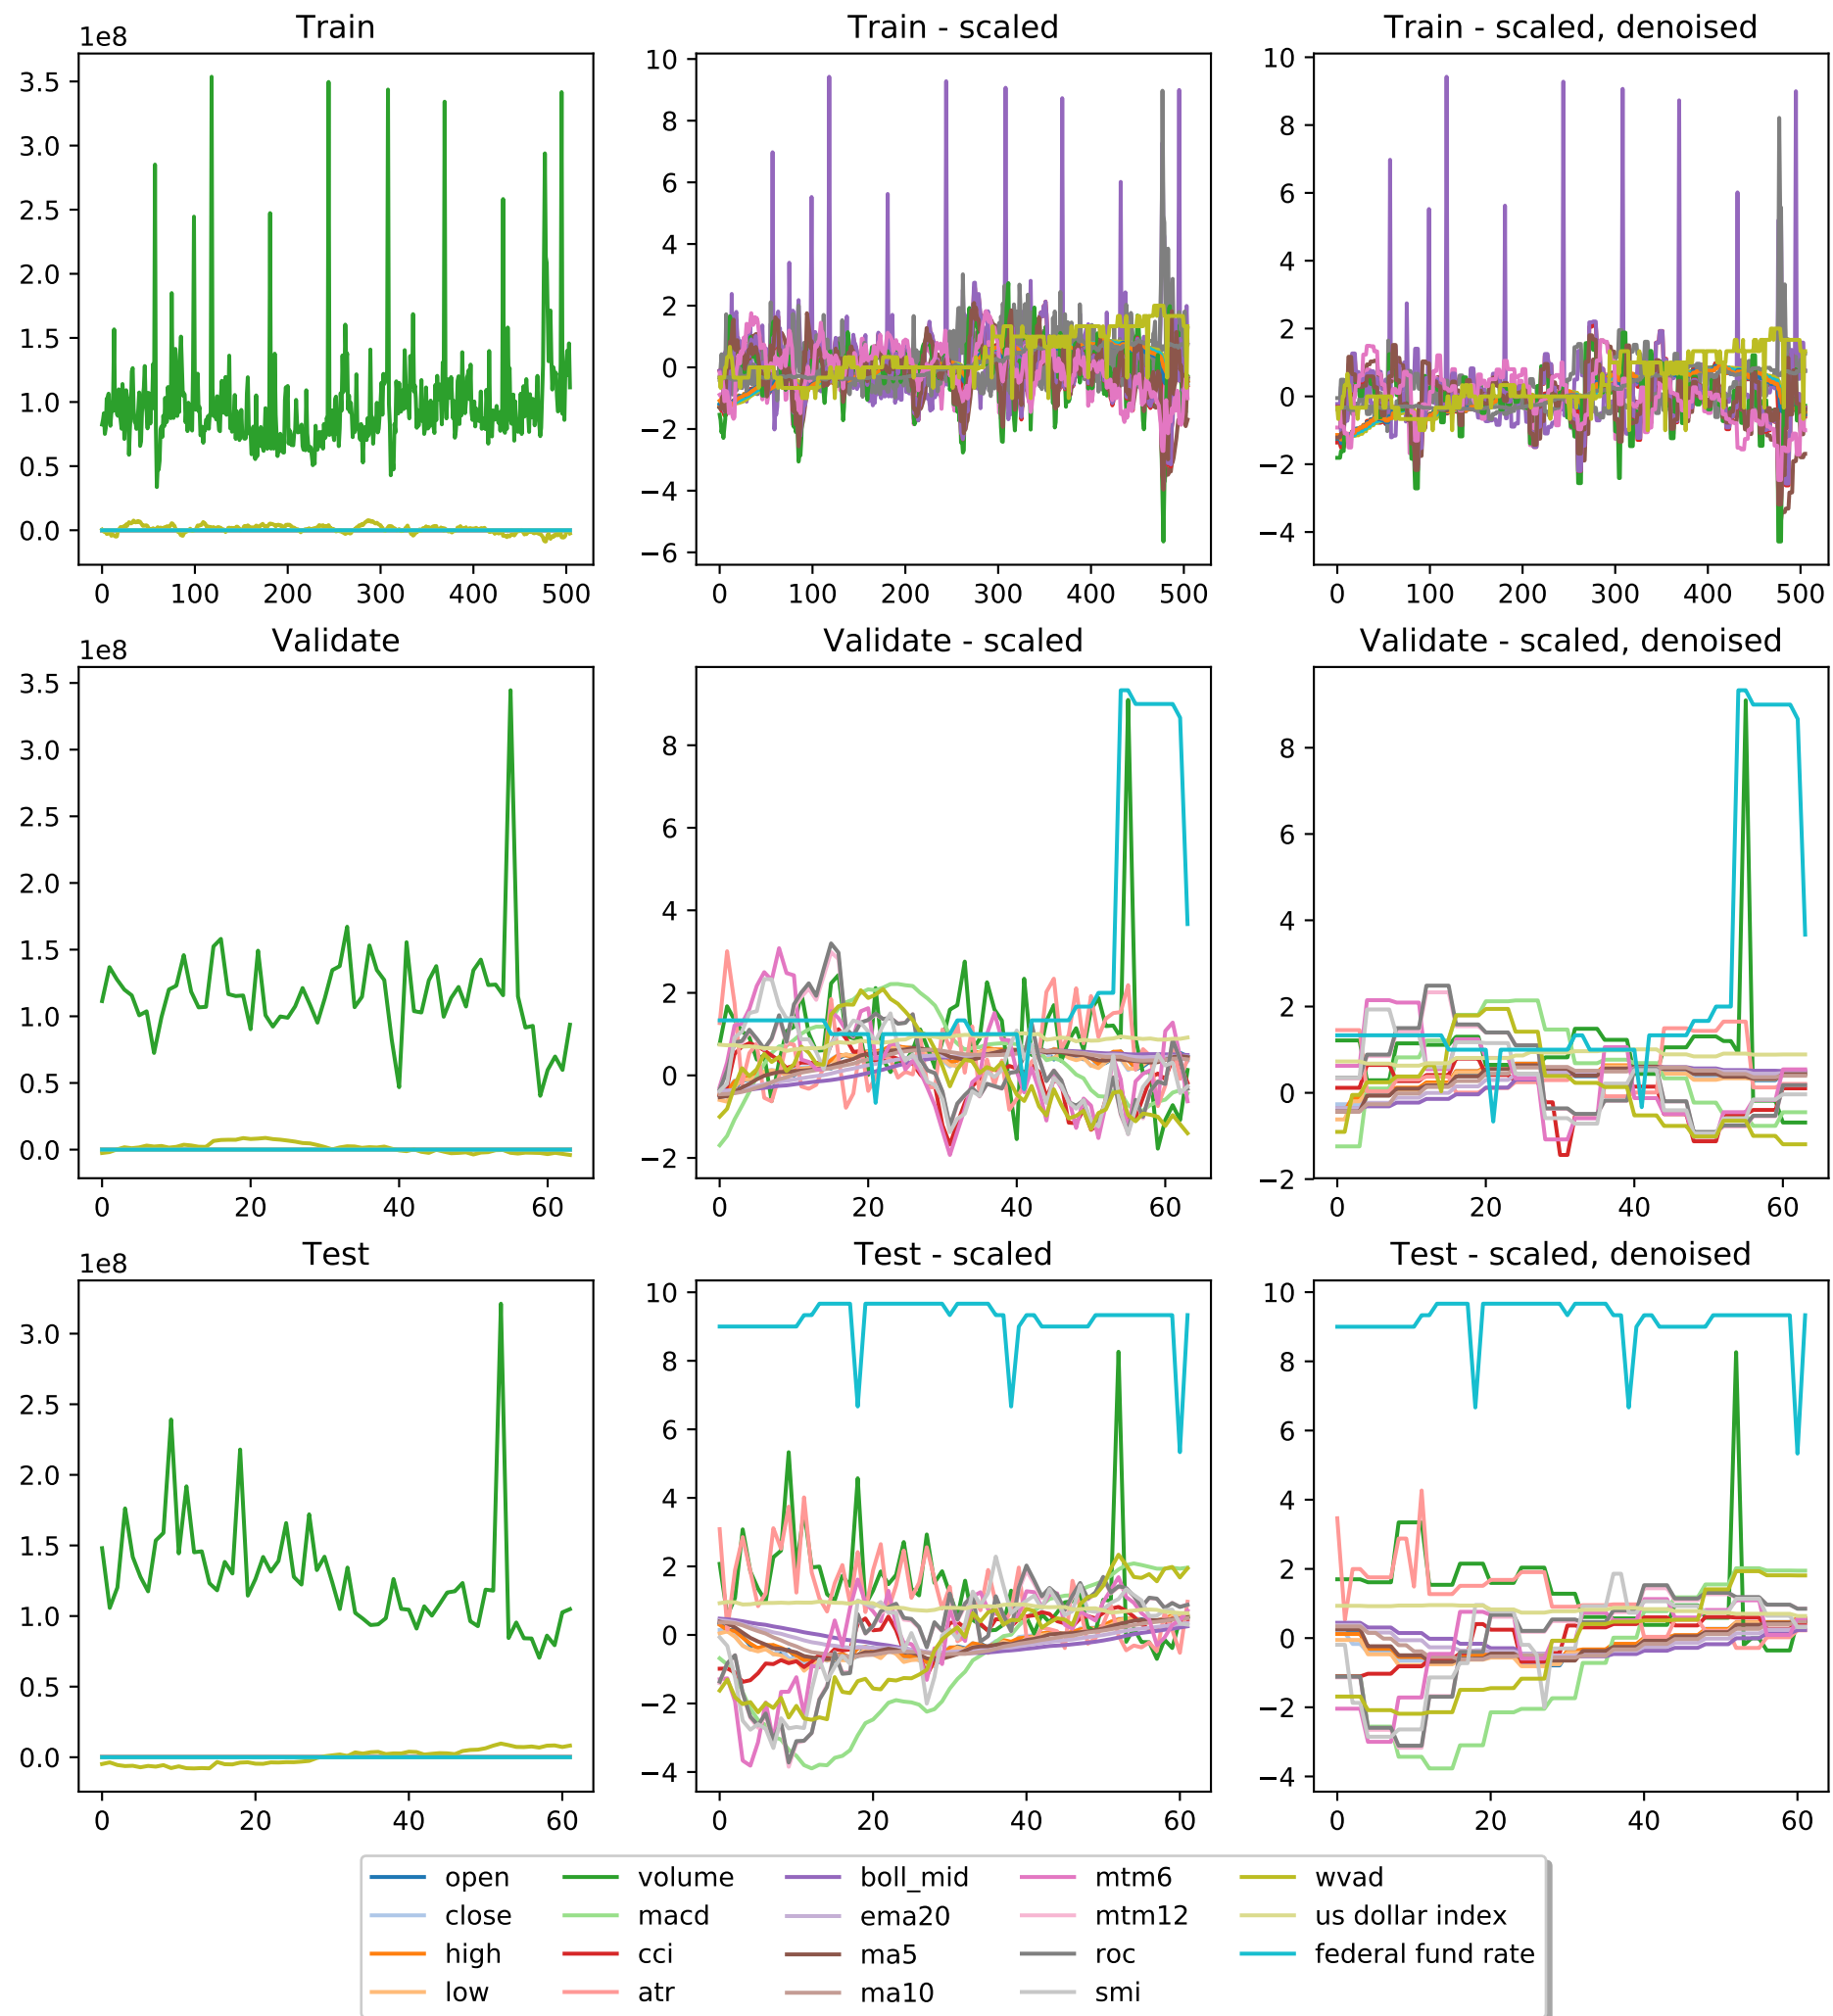 Train
Train - scaled
Train - scaled, denoised
1e8
3.5
3.0
2.5
2.0
1.5
1.0
0.5
0.0
0 100 200 300 400 500
10
8
6
4
2
0
−2
−4
−6
0 100 200 300 400 500
10
8
6
4
2
0
−2
−4
0 100 200 300 400 500
Validate
Validate - scaled
Validate - scaled, denoised
1e8
3.5
3.0
2.5
2.0
1.5
1.0
0.5
0.0
0 20 40 60
8
6
4
2
0
−2
0 20 40 60
8
6
4
2
0
−2
0 20 40 60
Test
Test - scaled
Test - scaled, denoised
1e8
3.0
2.5
2.0
1.5
1.0
0.5
0.0
0 20 40 60
10
8
6
4
2
0
−2
−4
0 20 40 60
10
8
6
4
2
0
−2
−4
0 20 40 60
open
close
high
low
volume
macd
cci
atr
boll_mid
ema20
ma5
ma10
mtm6
mtm12
roc
smi
wvad
us dollar index
federal fund rate